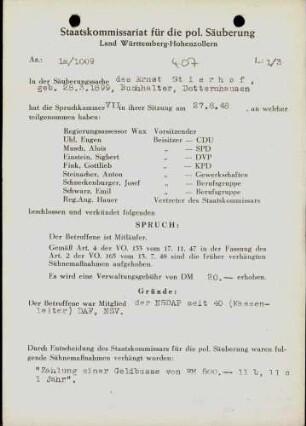 Staatskommissariat für die pol. Säuberung
Land Württemberg-Hohenzollern
Az.: 1a/1009 407 L: 1/3
In der Säuberungssache des Ernst Stierhof,
geb. 28.3.1899, Buchhalter, Dotternhausen
hat die Spruchkammer VII in ihrer Sitzung am 27.8.48, an welcher
teilgenommen haben:
Regierungsassessor Wax Vorsitzender
Uhl, Eugen Beisitzer — CDU
Musch, Alois — SPD
Einstein, Sigbert — DVP
Fink, Gottlieb — KPD
Steinacher, Anton — Gewerkschaften
Schneckenburger, Josef — Berufsgruppe
Schwarz, Emil — Berufsgruppe
Reg.Ang. Hauer Vertreter des Staatskommissars
beschlossen und verkündet folgenden
SPRUCH:
Der Betroffene ist Mitläufer.
Gemäß Art. 4 der VO. 133 vom 17. 11. 47 in der Fassung des
Art. 2 der VO. 165 vom 13. 7. 48 sind die früher verhängten
Sühnemaßnahmen aufgehoben.
Es wird eine Verwaltungsgebühr von DM 20.— erhoben.
Gründe:
Der Betroffene war Mitglied der NSDAP seit 40 (Kassen-
leiter) DAF, NSV.
Durch Entscheidung des Staatskommissars für die pol. Säuberung waren fol-
gende Sühnemaßnahmen verhängt worden:
"Zahlung einer Geldbusse von RM 500.— 11 b, 11 c
1 Jahr".